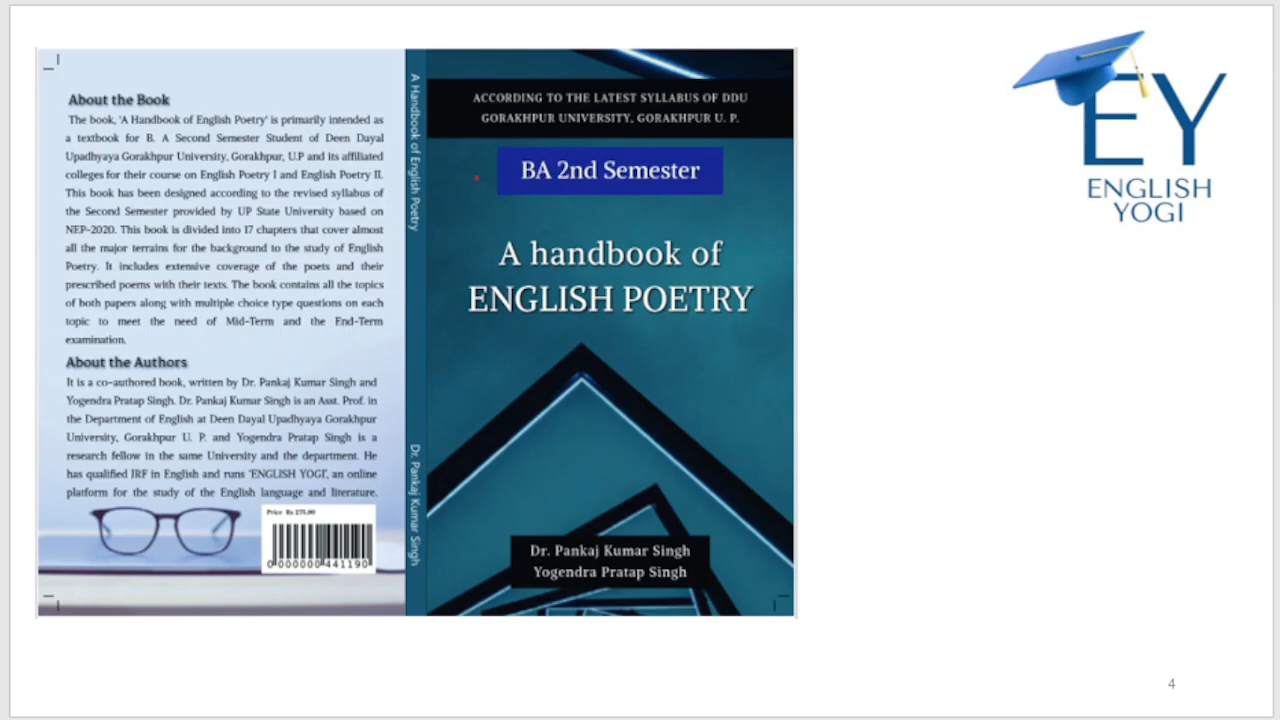 About the Book
The book, 'A Handbook of English Poetry' is primarily intended as
a textbook for B. A Second Semester Student of Deen Dayal
Upadhyaya Gorakhpur University, Gorakhpur, U.P and its affiliated
colleges for their course on English Poetry I and English Poetry II.
This book has been designed according to the revised syllabus of
the Second Semester provided by UP State University based on
NEP-2020. This book is divided into 17 chapters that cover almost
all the major terrains for the background to the study of English
Poetry. It includes extensive coverage of the poets and their
prescribed poems with their texts. The book contains all the topics
of both papers along with multiple choice type questions on each
topic to meet the need of Mid-Term and the End-Term
examination.
About the Authors
It is a co-authored book, written by Dr. Pankaj Kumar Singh and
Yogendra Pratap Singh. Dr. Pankaj Kumar Singh is an Asst. Prof. in
the Department of English at Deen Dayal Upadhyaya Gorakhpur
University, Gorakhpur U. P. and Yogendra Pratap Singh is a
research fellow in the same University and the department. He
has qualified JRF in English and runs 'ENGLISH YOGI', an online
platform for the study of the English language and literature.
Price Rs 275.00
0 000000 441190
A Handbook of English Poetry
Dr. Pankaj Kumar Singh
ACCORDING TO THE LATEST SYLLABUS OF DDU
GORAKHPUR UNIVERSITY, GORAKHPUR U. P.
BA 2nd Semester
A handbook of
ENGLISH POETRY
Dr. Pankaj Kumar Singh
Yogendra Pratap Singh
EY
ENGLISH
YOGI
4